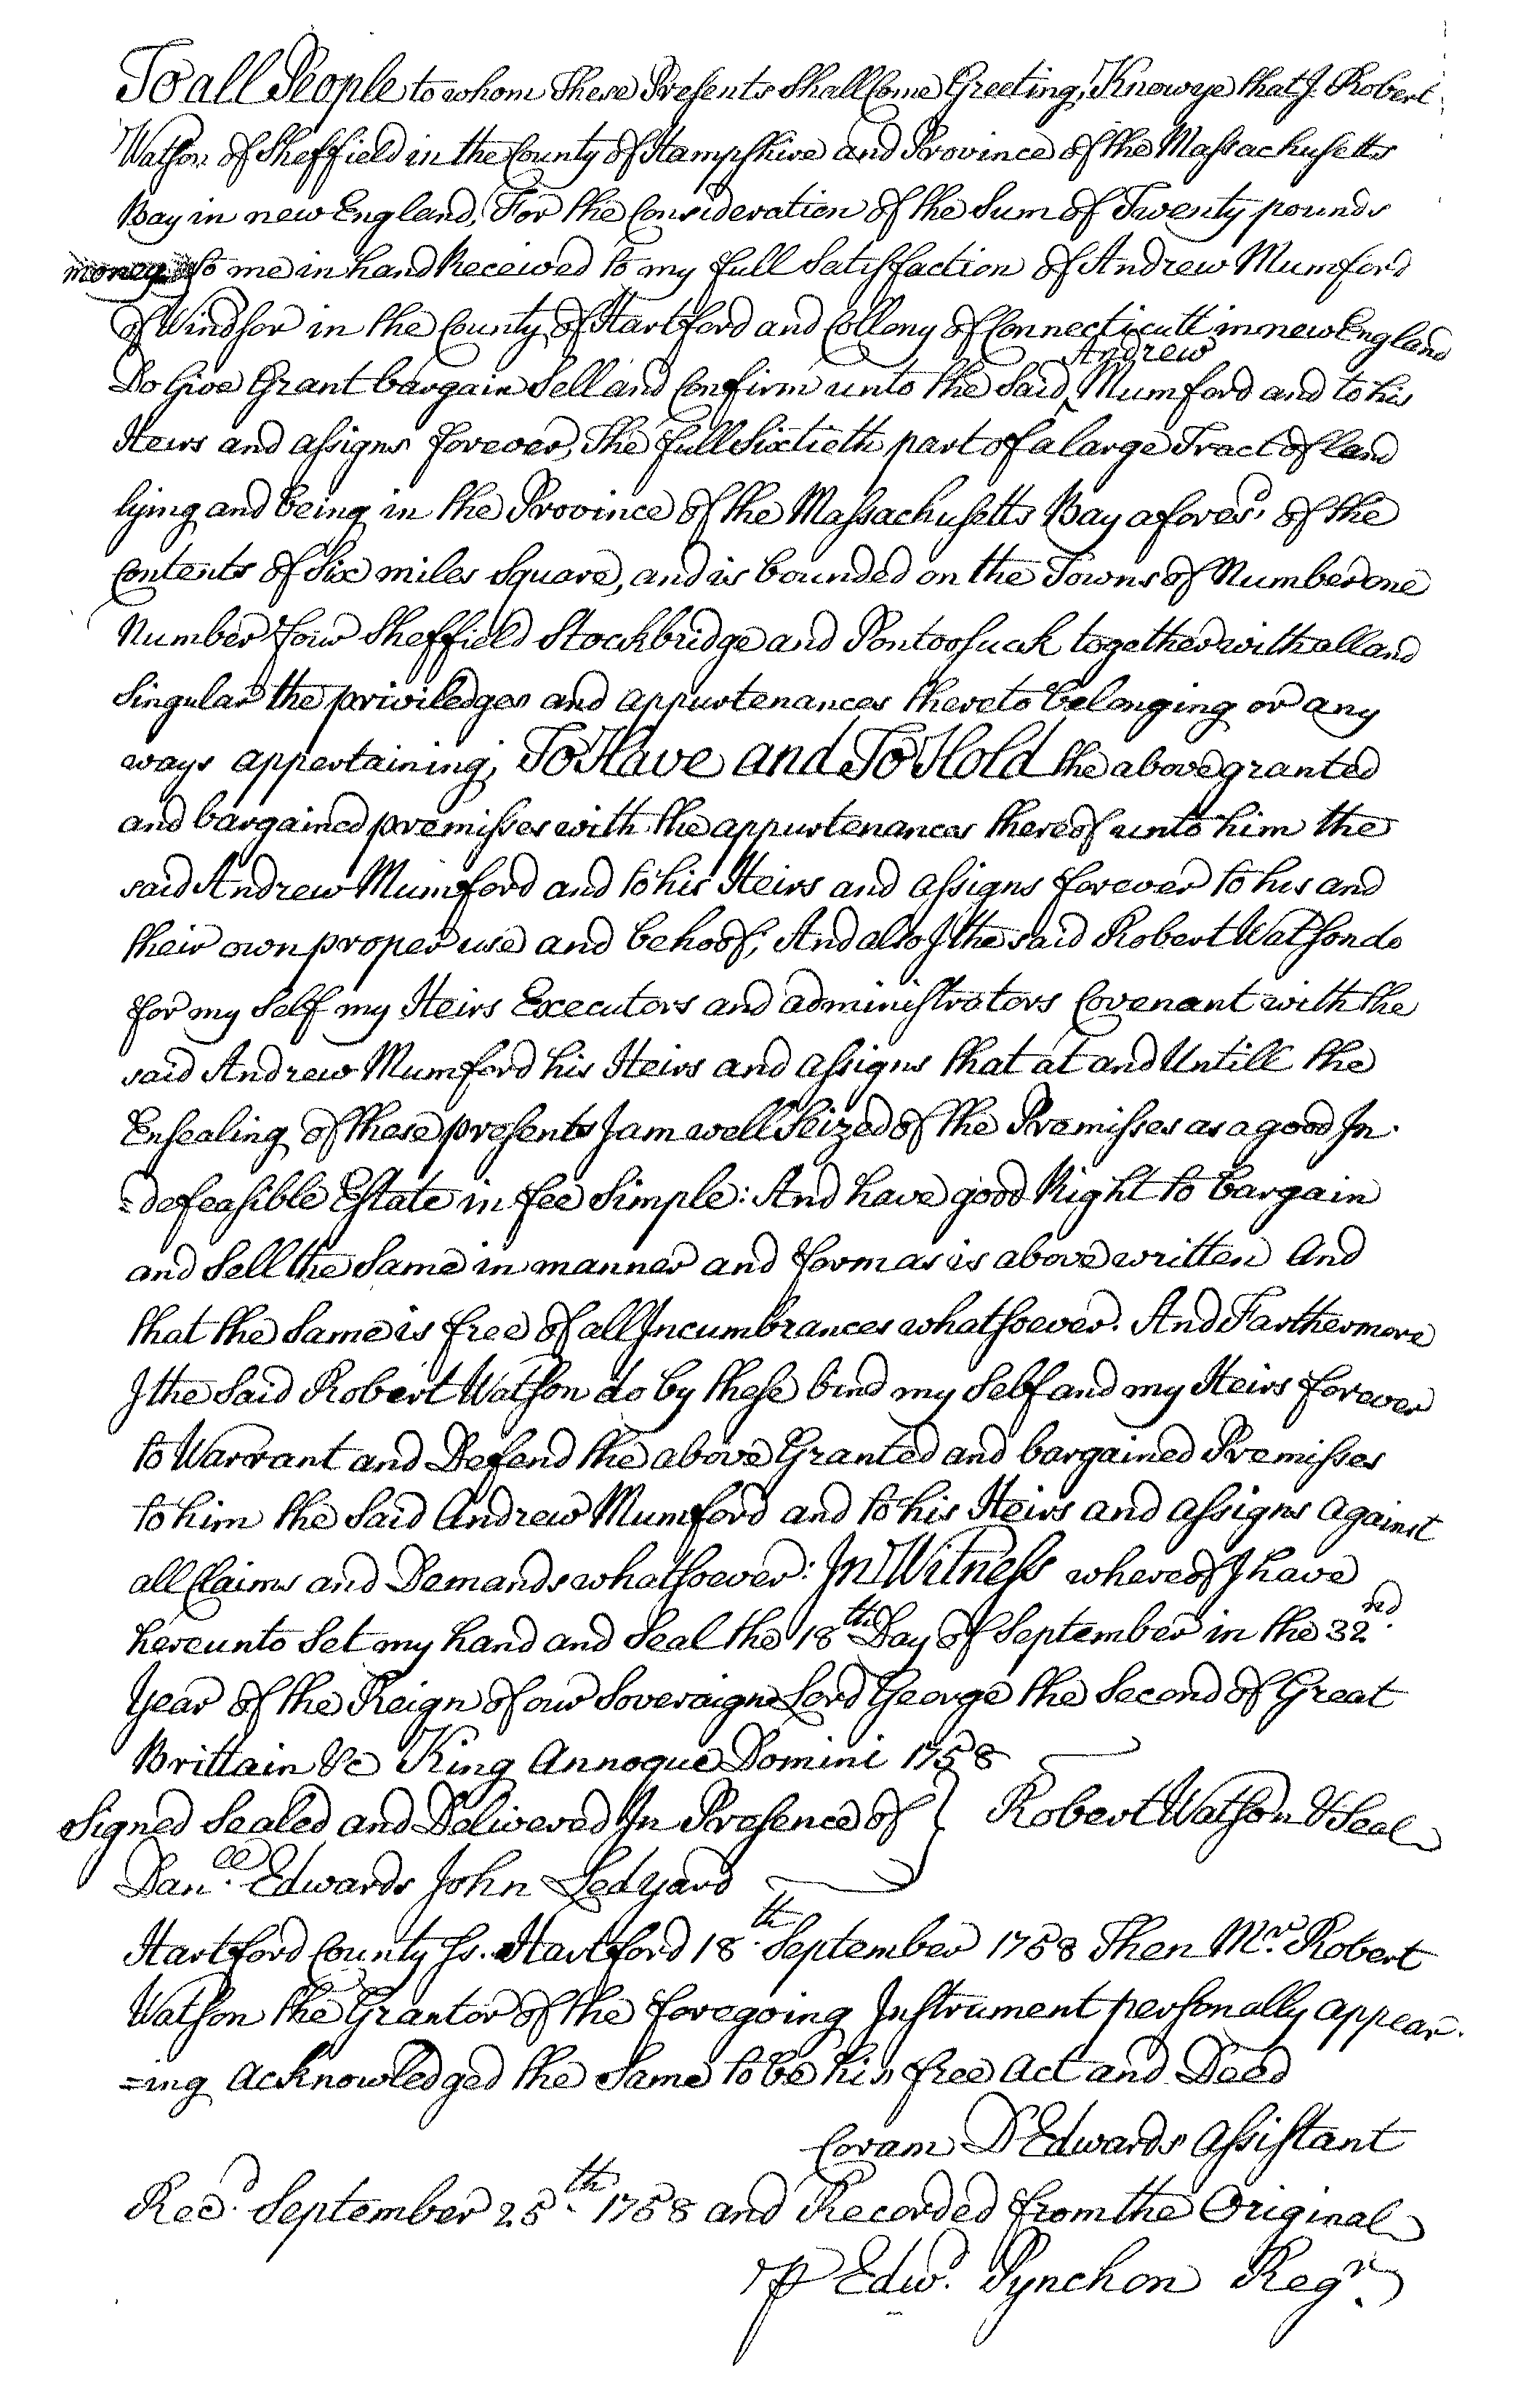 To all People to whom These Presents Shall Come Greeting, Know ye that I. Robert
Watson of Sheffield in the County of Hampshire and Province of the Massachusetts
Bay in new England, For the Consideration of the Sum of Twenty pounds
money to me in hand Received to my full Satisfaction of Andrew Mumford
of Windsor in the County of Hartford and Collony of Connecticutt in new England
Andrew
Do Give Grant bargain Sell and Confirm unto the Said ‸ Mumford and to his
Heirs and assigns forever, The full Sixtieth part of a large Tract of land
lying and being in the Province of the Massachusetts Bay afores.d of the
Contents of Six miles Square, and is bounded on the Towns of Number one
Number four Sheffield Stockbridge and Pontoosuck together with all and
Singular the priviledges and appurtenances thereto belonging or any
ways appertaining, To Have and To Hold the above granted
and bargained premisses with the appurtenances thereof unto him the
said Andrew Mumford and to his Heirs and assigns forever to his and
their own proper use and behoof, And also I the said Robert Watson do
for my Self my Heirs Executors and administrators Covenant with the
said Andrew Mumford his Heirs and assigns that at and Untill the
Ensealing of these presents I am well Seized of the Premisses as a good In-
=defeasible Estate in fee Simple: And have good Right to bargain
and Sell the Same in manner and form as is above written And
that the Same is free of all Incumbrances whatsoever. And Farthermore
I the Said Robert Watson do by these bind my Self and my Heirs forever
to Warrant and Defend the above Granted and bargained Premisses
to him the Said Andrew Mumford and to his Heirs and assigns against
all Claims and Demands whatsoever: In Witness whereof I have
hereunto Set my hand and Seal the 18.th Day of September in the 32.nd
Year of the Reign of our Soveraign Lord George the Second of Great
Brittain &c King Annoque Domini 1758
Signed Sealed and Delivered In Presence of } Robert Watson & Seal
Dan.ll Edwards John Ledyard
Hartford County Ss. Hartford 18.th September 1758 Then M.r Robert
Watson the Grantor of the foregoing Instrument personally appear-
=ing acknowledged the Same to be his free Act and Deed
Coram D Edwards Assistant
Rec.d September 25.th 1758 and Recorded from the Original
⅌ Edw.d Pynchon Reg.r